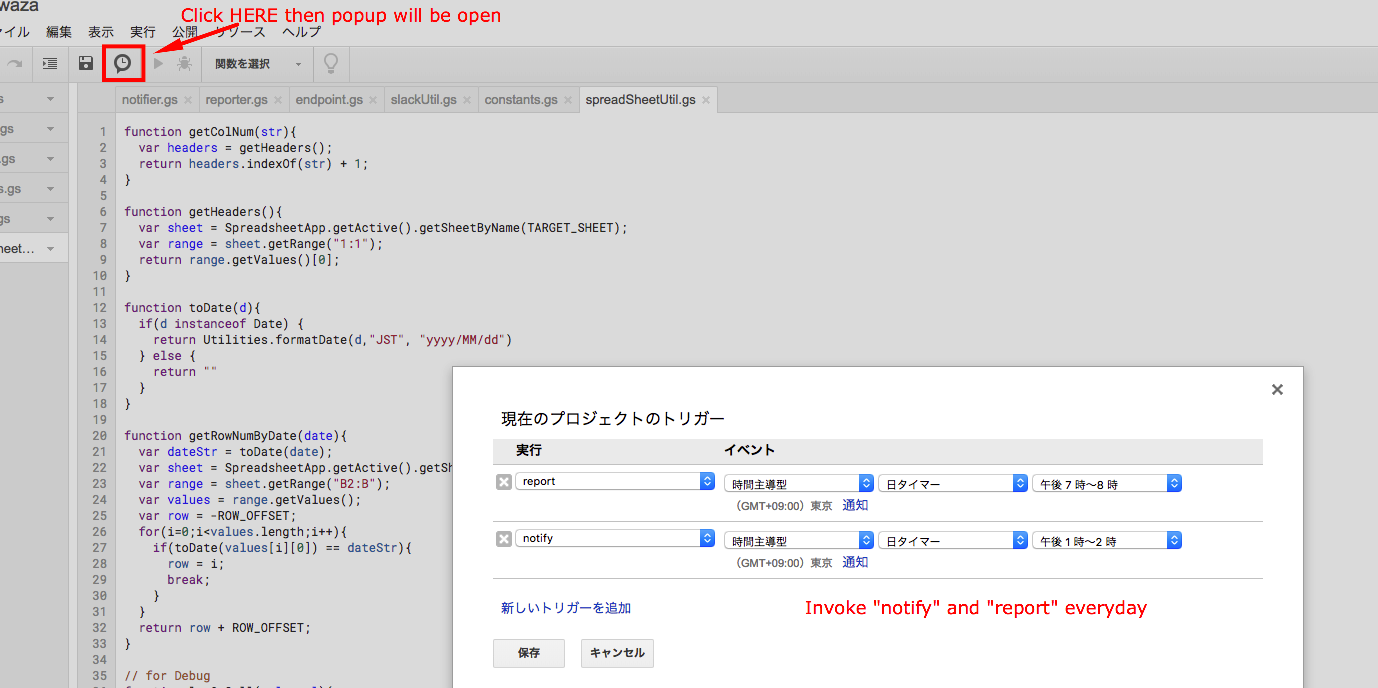 waza
Click HERE then popup will be open
イル 編集 表示 実行 公開 リソース ヘルプ
関数を選択
notifier.gs × reporter.gs × endpoint.gs × slackUtil.gs × constants.gs × spreadSheetUtil.gs ×
s
gs
.gs
s.gs
gs
heet...
1 function getColNum(str){
2 var headers = getHeaders();
3 return headers.indexOf(str) + 1;
4 }
5
6 function getHeaders(){
7 var sheet = SpreadsheetApp.getActive().getSheetByName(TARGET_SHEET);
8 var range = sheet.getRange("1:1");
9 return range.getValues()[0];
10 }
11
12 function toDate(d){
13 if(d instanceof Date) {
14 return Utilities.formatDate(d,"JST", "yyyy/MM/dd")
15 } else {
16 return ""
17 }
18 }
19
20 function getRowNumByDate(date){
21 var dateStr = toDate(date);
22 var sheet = SpreadsheetApp.getActive().getSh
23 var range = sheet.getRange("B2:B");
24 var values = range.getValues();
25 var row = -ROW_OFFSET;
26 for(i=0;i<values.length;i++){
27 if(toDate(values[i][0]) == dateStr){
28 row = i;
29 break;
30 }
31 }
32 return row + ROW_OFFSET;
33 }
34
35 // for Debug
×
現在のプロジェクトのトリガー
実行 イベント
report 時間主導型 日タイマー 午後 7 時～8 時
(GMT+09:00) 東京 通知
notify 時間主導型 日タイマー 午後 1 時～2 時
(GMT+09:00) 東京 通知
新しいトリガーを追加
Invoke "notify" and "report" everyday
保存 キャンセル